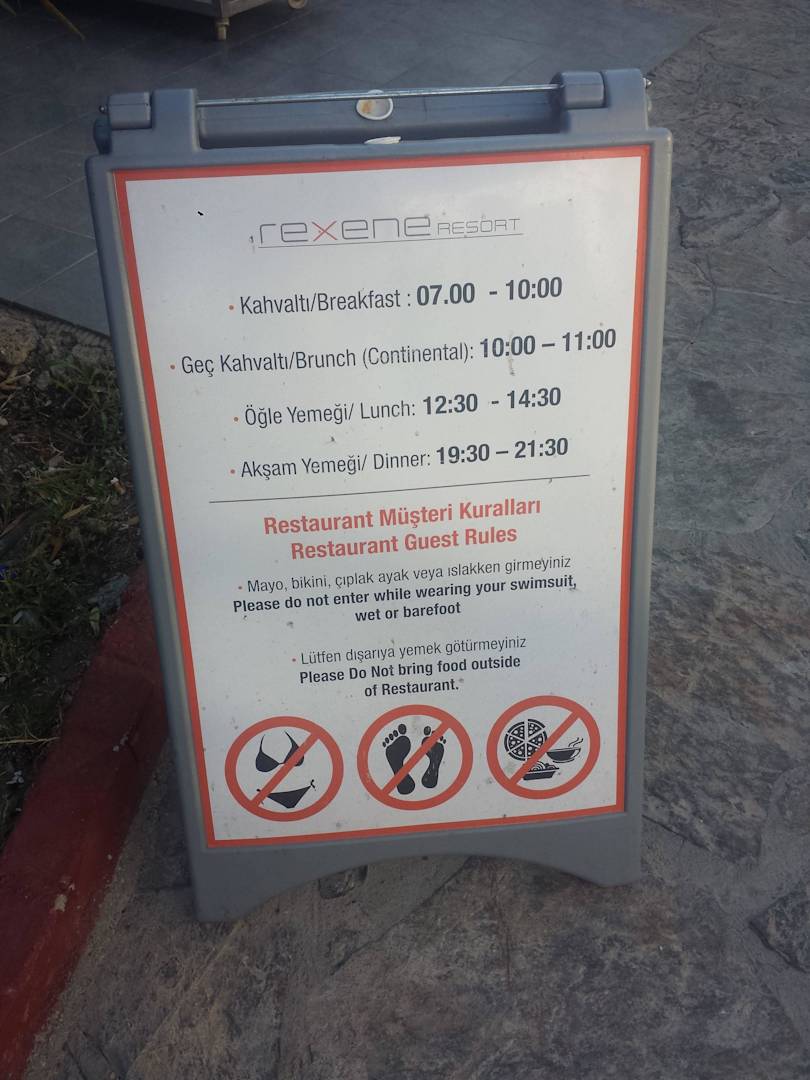 rexene RESORT
• Kahvaltı/Breakfast : 07.00 - 10:00
• Geç Kahvaltı/Brunch (Continental): 10:00 – 11:00
• Öğle Yemeği/ Lunch: 12:30 - 14:30
• Akşam Yemeği/ Dinner: 19:30 – 21:30
Restaurant Müşteri Kuralları
Restaurant Guest Rules
• Mayo, bikini, çıplak ayak veya ıslakken girmeyiniz
Please do not enter while wearing your swimsuit,
wet or barefoot
• Lütfen dışarıya yemek götürmeyiniz
Please Do Not bring food outside
of Restaurant.